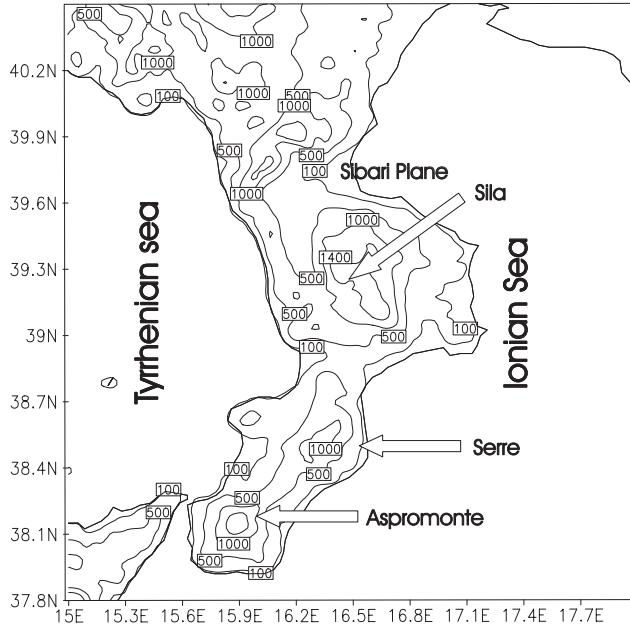 500
1000
1000
40.2N
100
1000
500
1000
39.9N
500
500
100
Sibari Plane
1000
Sila
39.6N
1000
1400
Tyrrhenian sea
Ionian Sea
39.3N
500
500
100
39N
500
100
38.7N
1000
Serre
38.4N
100
500
100
500
500
Aspromonte
38.1N
1000
500
100
37.8N
15E 15.3E 15.6E 15.9E 16.2E 16.5E 16.8E 17.1E 17.4E 17.7E